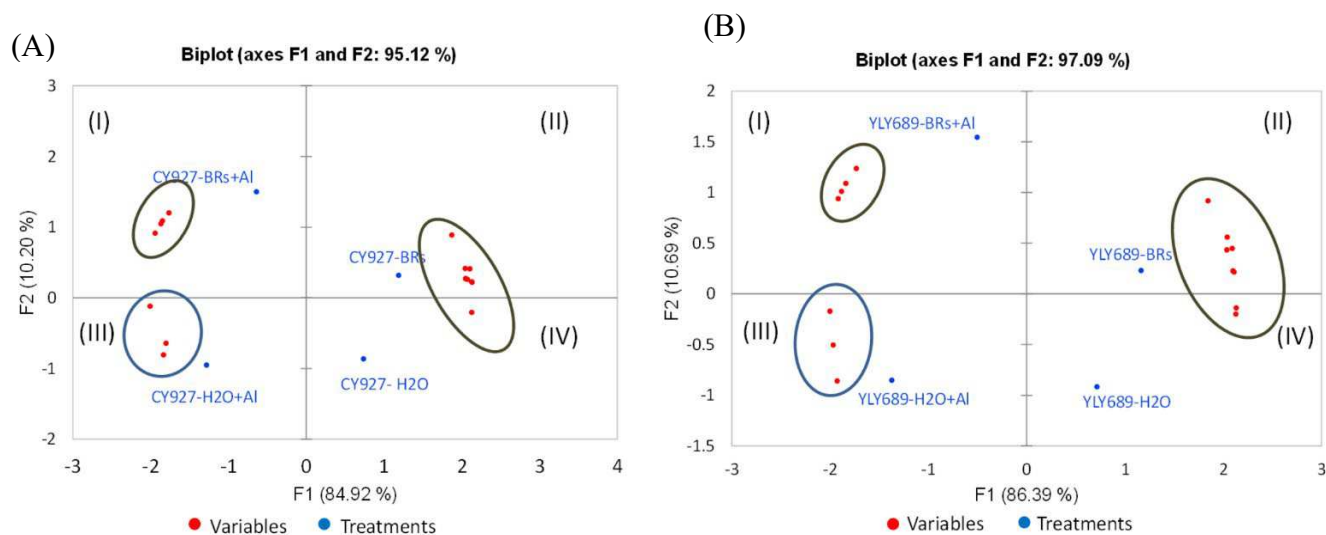 (A)
Biplot (axes F1 and F2: 95.12 %)
3
(I)
(II)
2
CY927-BRs+Al
1
CY927-BRs
0
(III)
(IV)
-1
CY927- H2O
CY927-H2O+Al
-2
-3
-2
-1
0
1
2
3
4
F2 (10.20 %)
F1 (84.92 %)
Variables
Treatments
(B)
Biplot (axes F1 and F2: 97.09 %)
2
(I)
(II)
YLY689-BRs+Al
1.5
1
0.5
YLY689-BRs
0
(III)
(IV)
-0.5
YLY689-H2O+Al
YLY689-H2O
-1
-1.5
-3
-2
-1
0
1
2
3
F2 (10.69 %)
F1 (86.39 %)
Variables
Treatments